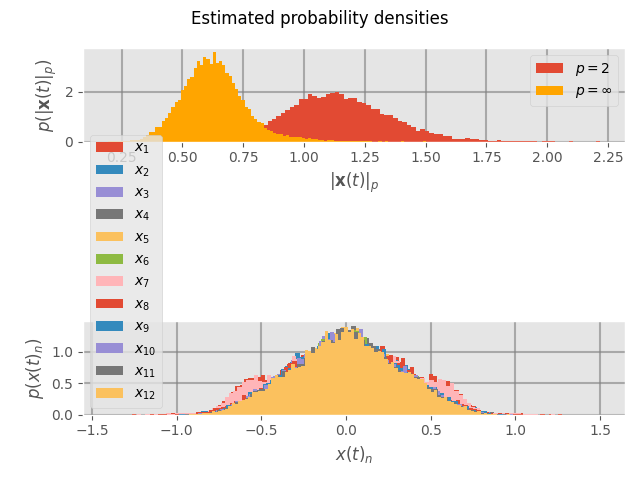 Estimated probability densities
p(|x(t)|_p)
2
0
p = 2
p = ∞
0.25 0.50 0.75 1.00 1.25 1.50 1.75 2.00 2.25
|x(t)|_p
x_1
x_2
x_3
x_4
x_5
x_6
x_7
x_8
x_9
x_10
x_11
x_12
p(x(t)_n)
1.0
0.5
0.0
−1.5 −1.0 −0.5 0.0 0.5 1.0 1.5
x(t)_n